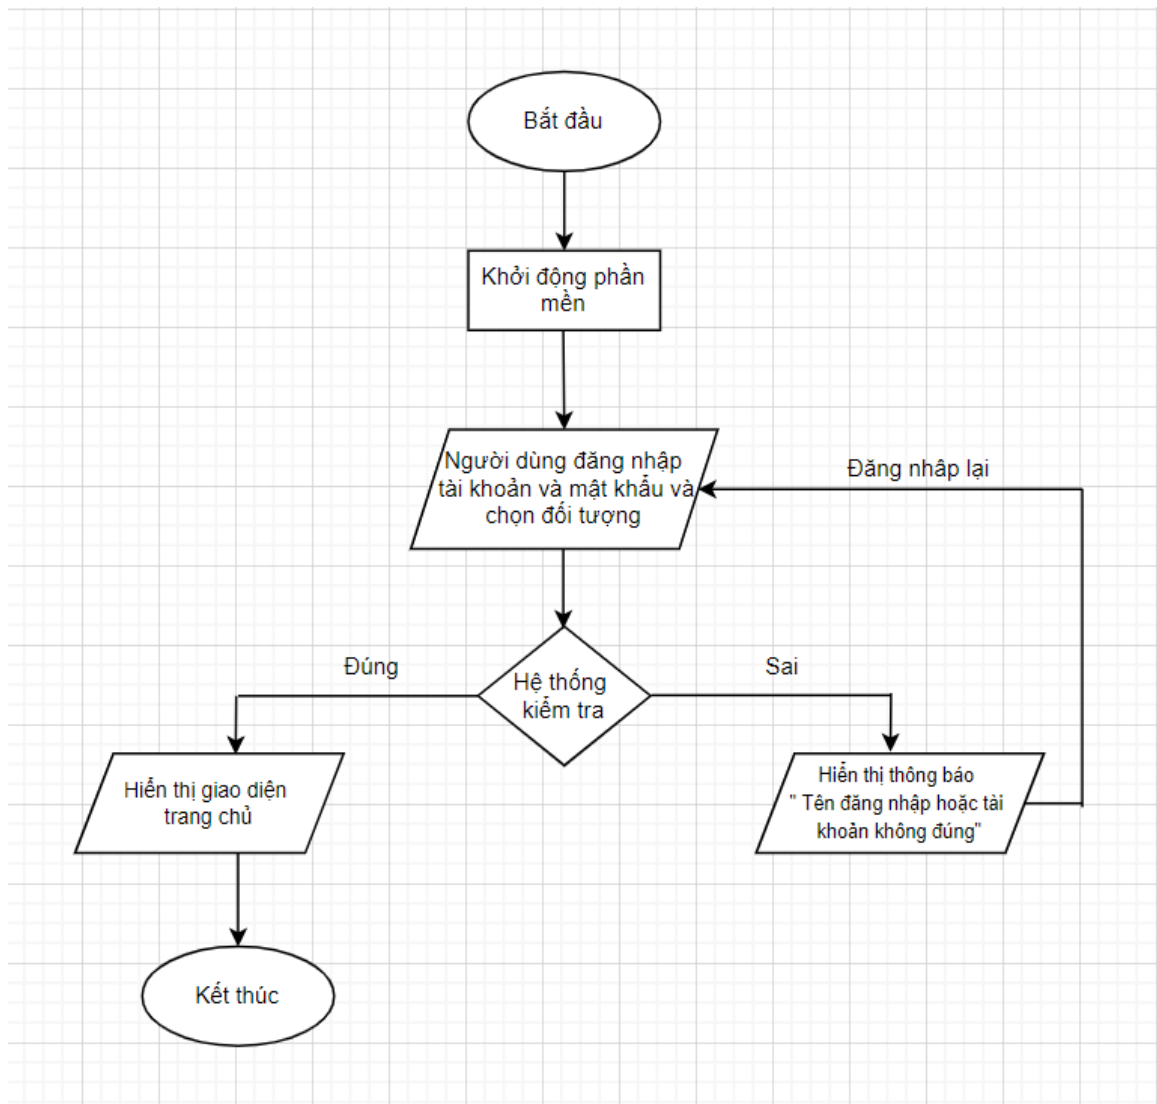 Bắt đầu
Khởi động phần
mền
Người dùng đăng nhập
tài khoản và mật khẩu và
chọn đối tượng
Đăng nhâp lại
Hệ thống
kiểm tra
Đúng
Sai
Hiển thị giao diện
trang chủ
Hiển thị thông báo
" Tên đăng nhập hoặc tài
khoản không đúng"
Kết thúc